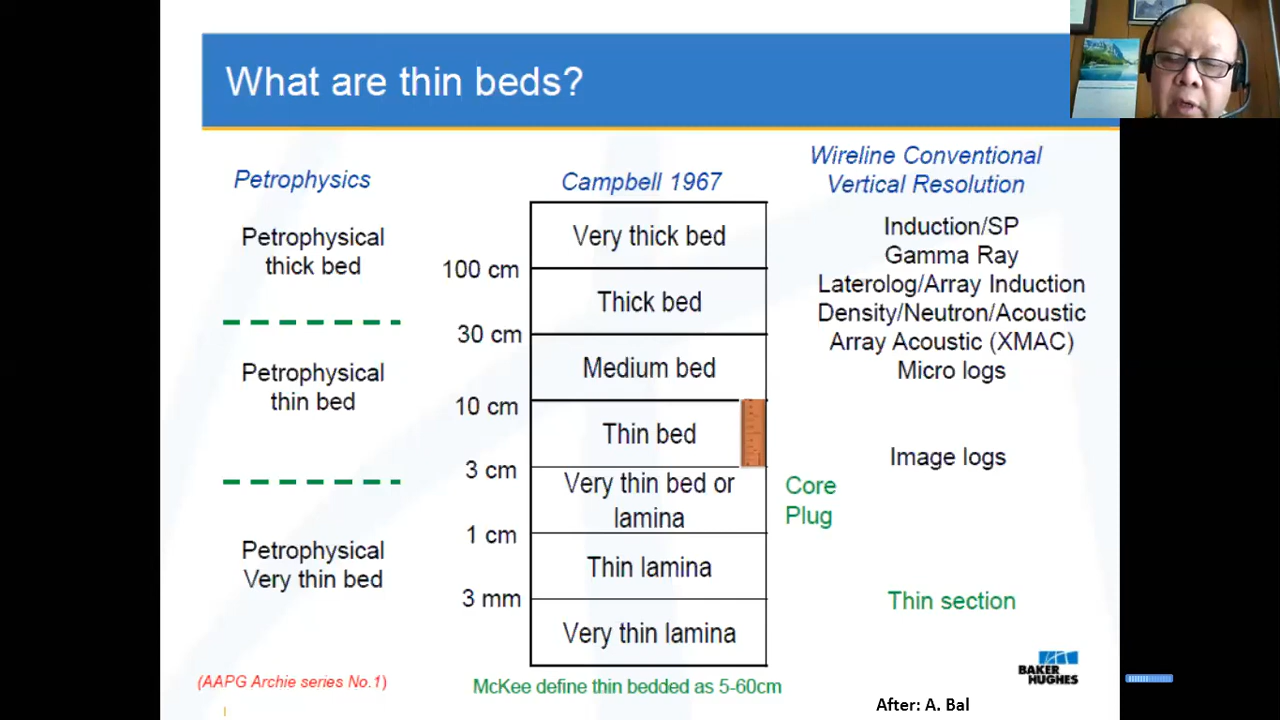 What are thin beds?
Petrophysics
Petrophysical
thick bed
Petrophysical
thin bed
Petrophysical
Very thin bed
(AAPG Archie series No.1)
Campbell 1967
Very thick bed
100 cm
Thick bed
30 cm
Medium bed
10 cm
Thin bed
3 cm
Very thin bed or
lamina
1 cm
Thin lamina
3 mm
Very thin lamina
McKee define thin bedded as 5-60cm
Wireline Conventional
Vertical Resolution
Induction/SP
Gamma Ray
Laterolog/Array Induction
Density/Neutron/Acoustic
Array Acoustic (XMAC)
Micro logs
Image logs
Core
Plug
Thin section
BAKER
HUGHES
After: A. Bal